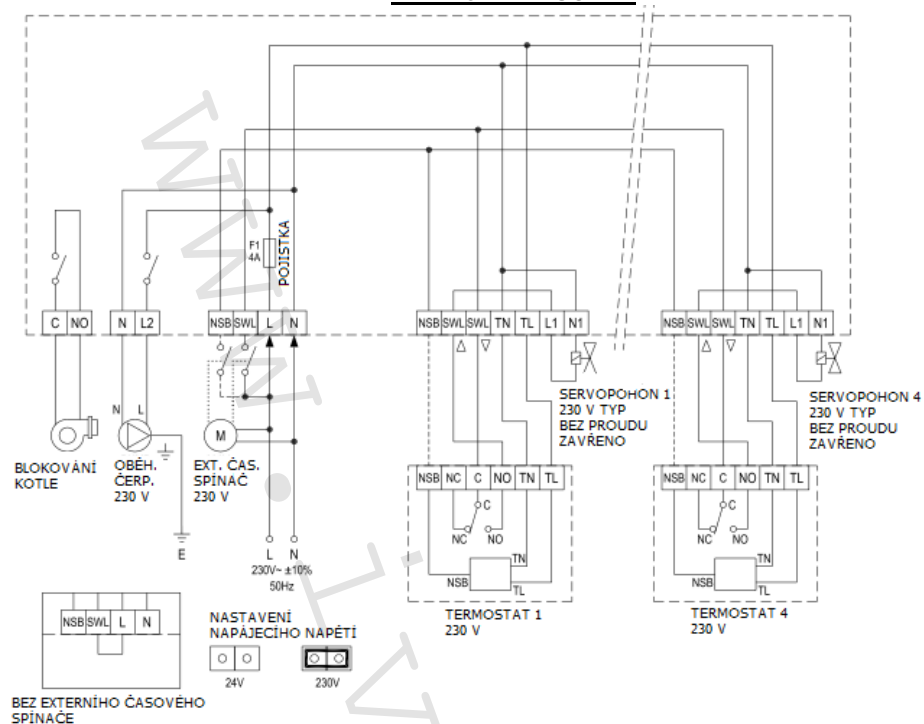 F1
4A
POJISTKA
C NO N L2 NSB SWL L N NSB SWL SWL TN TL L1 N1 NSB SWL SWL TN TL L1 N1
SERVOPOHON 1
230 V TYP
BEZ PROUDU
ZAVŘENO
SERVOPOHON 4
230 V TYP
BEZ PROUDU
ZAVŘENO
N L
M
BLOKOVÁNÍ
KOTLE
OBĚH.
ČERP.
230 V
EXT. ČAS.
SPÍNAČ
230 V
E
L N
230V~ ±10%
50Hz
NSB NC C NO TN TL
C
NC NO
TN
NSB
TL
TERMOSTAT 1
230 V
NSB NC C NO TN TL
C
NC NO
TN
NSB
TL
TERMOSTAT 4
230 V
NSB SWL L N
BEZ EXTERNÍHO ČASOVÉHO
SPÍNAČE
NASTAVENÍ
NAPÁJECÍHO NAPĚTÍ
24V 230V